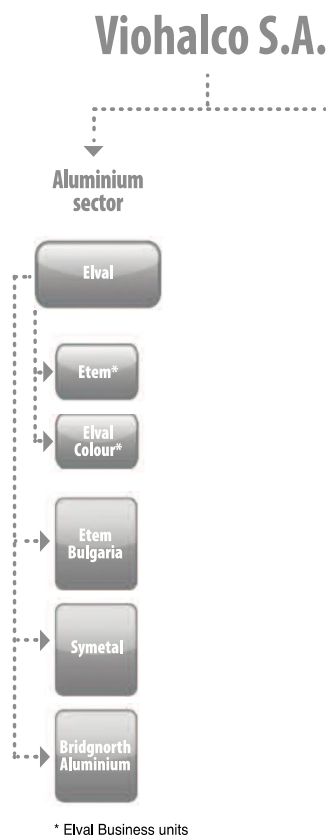 Viohalco S.A.
Aluminium
sector
Elval
Etem*
Elval
Colour*
Etem
Bulgaria
Symetal
Bridgnorth
Aluminium
* Elval Business units